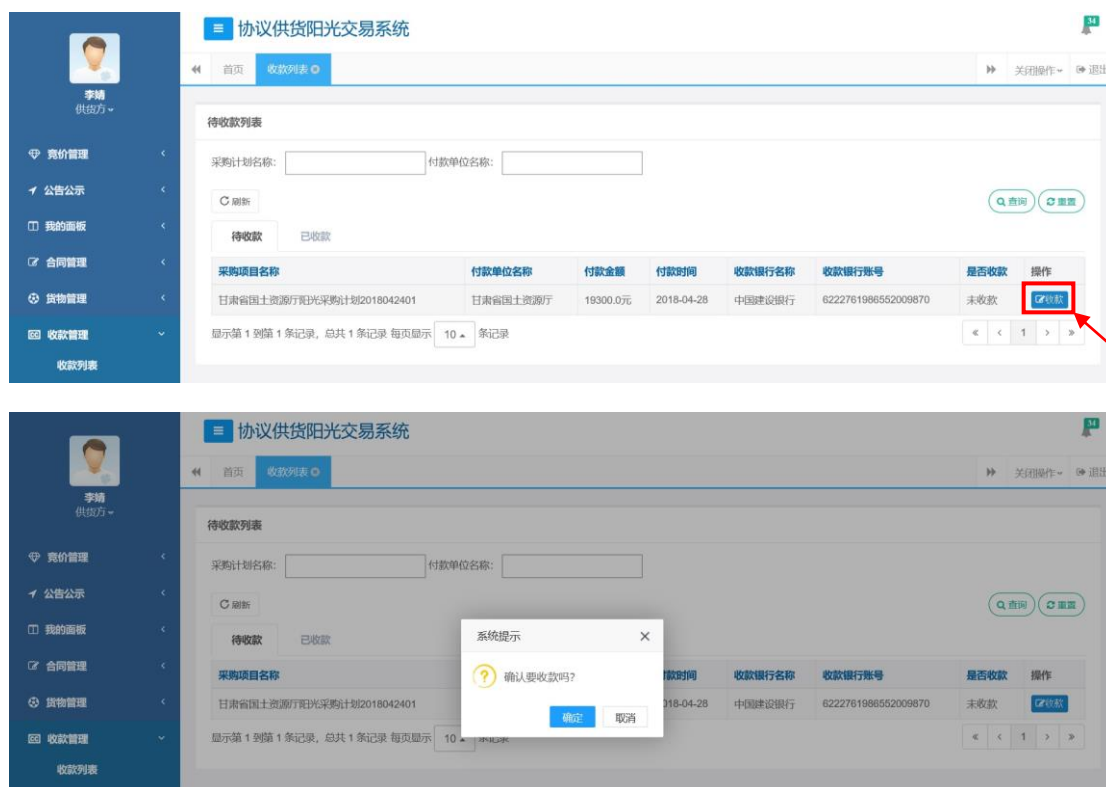 协议供货阳光交易系统
34
首页 收款列表 关闭操作 退出
李婧
供货方
待收款列表
竞价管理
采购计划名称: 付款单位名称:
公告公示
刷新 查询 重置
我的面板
待收款 已收款
合同管理
采购项目名称 付款单位名称 付款金额 付款时间 收款银行名称 收款银行账号 是否收款 操作
货物管理
甘肃省国土资源厅阳光采购计划2018042401 甘肃省国土资源厅 19300.0元 2018-04-28 中国建设银行 6222761986552009870 未收款 收款
收款管理
显示第 1 到第 1 条记录，总共 1 条记录 每页显示 10 条记录 « ‹ 1 › »
收款列表
协议供货阳光交易系统
34
首页 收款列表 关闭操作 退出
李婧
供货方
待收款列表
竞价管理
采购计划名称: 付款单位名称:
公告公示
刷新 查询 重置
我的面板
待收款 已收款
系统提示 ×
合同管理
采购项目名称 付款时间 收款银行名称 收款银行账号 是否收款 操作
确认要收款吗?
货物管理
甘肃省国土资源厅阳光采购计划2018042401 018-04-28 中国建设银行 6222761986552009870 未收款 收款
确定 取消
收款管理
显示第 1 到第 1 条记录，总共 1 条记录 每页显示 10 条记录 « ‹ 1 › »
收款列表